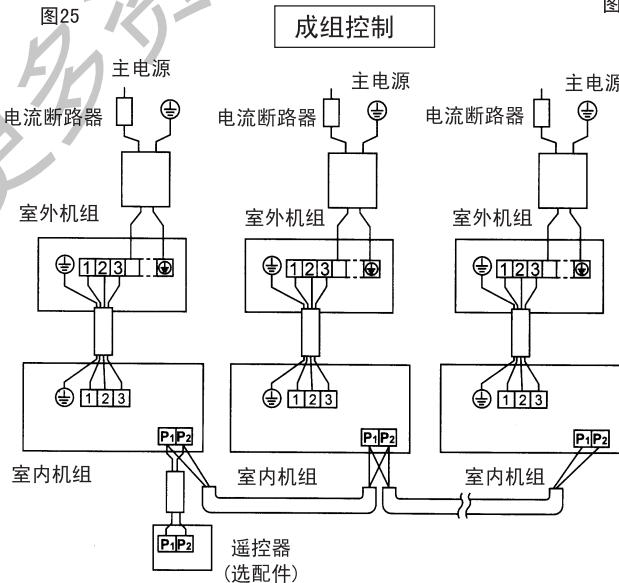 图25
图
成组控制
主电源 主电源 主电源
电流断路器 电流断路器 电流断路器
室外机组 室外机组 室外机组
1 2 3 1 2 3 1 2 3
1 2 3 1 2 3 1 2 3
P1 P2 P1 P2 P1 P2
室内机组 室内机组 室内机组
P1 P2
遥控器
(选配件)
更多资